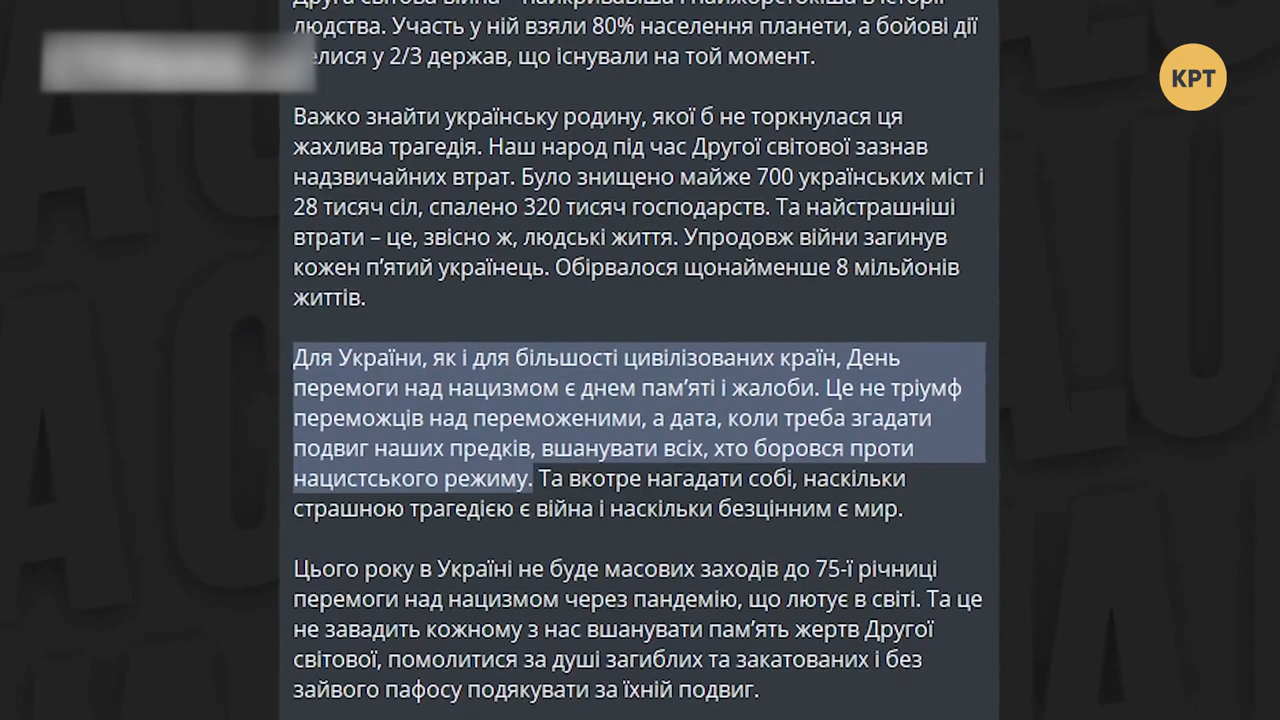 Друга світова війна – найкривавіша і найжорстокіша в історії
людства. Участь у ній взяли 80% населення планети, а бойові дії
велися у 2/3 держав, що існували на той момент.
КРТ
Важко знайти українську родину, якої б не торкнулася ця
жахлива трагедія. Наш народ під час Другої світової зазнав
надзвичайних втрат. Було знищено майже 700 українських міст і
28 тисяч сіл, спалено 320 тисяч господарств. Та найстрашніші
втрати – це, звісно ж, людські життя. Упродовж війни загинув
кожен п’ятий українець. Обірвалося щонайменше 8 мільйонів
життів.
Для України, як і для більшості цивілізованих країн, День
перемоги над нацизмом є днем пам’яті і жалоби. Це не тріумф
переможців над переможеними, а дата, коли треба згадати
подвиг наших предків, вшанувати всіх, хто боровся проти
нацистського режиму. Та вкотре нагадати собі, наскільки
страшною трагедією є війна і наскільки безцінним є мир.
Цього року в Україні не буде масових заходів до 75-ї річниці
перемоги над нацизмом через пандемію, що лютує в світі. Та це
не завадить кожному з нас вшанувати пам’ять жертв Другої
світової, помолитися за душі загиблих та закатованих і без
зайвого пафосу подякувати за їхній подвиг.